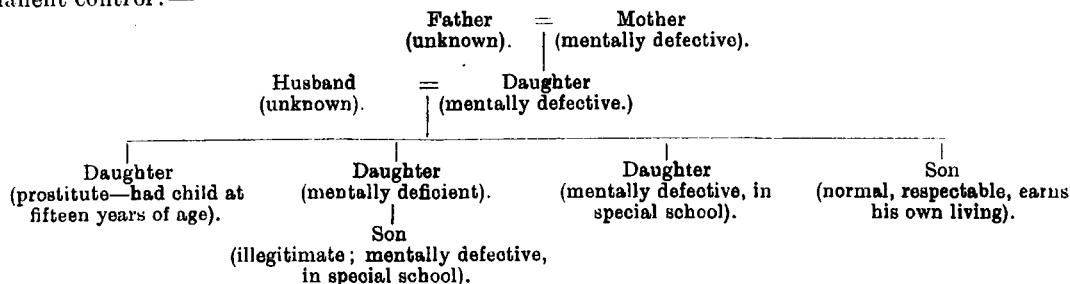 control:—
Father = Mother
(unknown). (mentally defective).
Husband = Daughter
(unknown). (mentally defective.)
Daughter Daughter Daughter Son
(prostitute—had child at (mentally deficient). (mentally defective, in (normal, respectable, earns
fifteen years of age). special school). his own living).
Son
(illegitimate; mentally defective,
in special school).